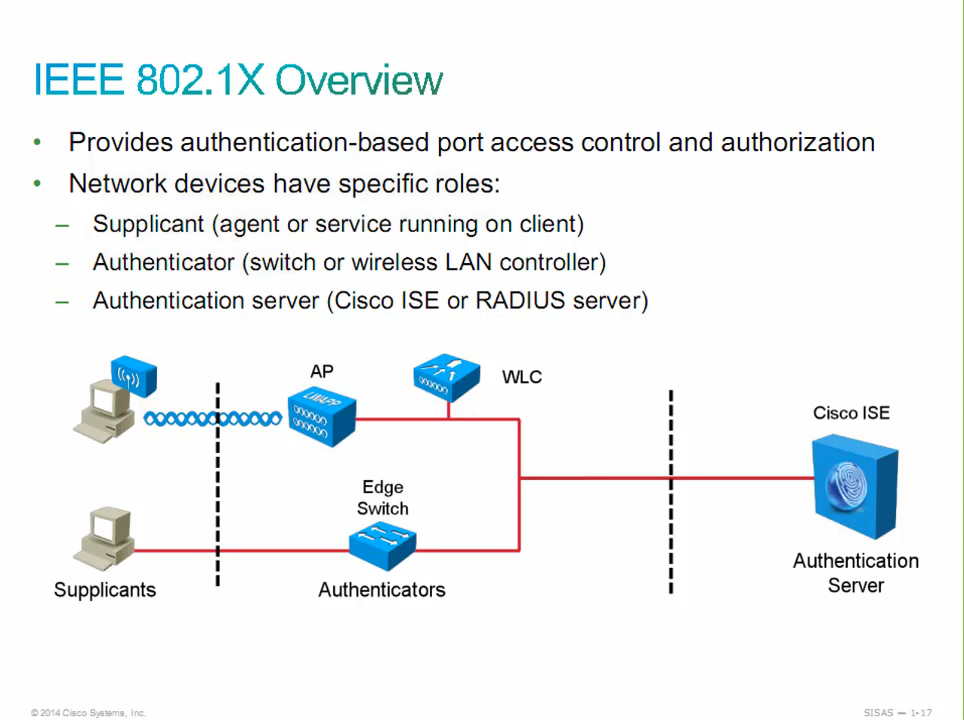 IEEE 802.1X Overview
• Provides authentication-based port access control and authorization
• Network devices have specific roles:
– Supplicant (agent or service running on client)
– Authenticator (switch or wireless LAN controller)
– Authentication server (Cisco ISE or RADIUS server)
AP
WLC
LWAPP
Cisco ISE
Edge
Switch
Supplicants
Authenticators
Authentication
Server
© 2014 Cisco Systems, Inc.
SISAS — 1-17